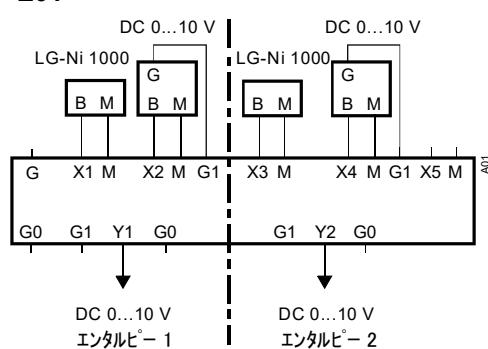 DC 0...10 V DC 0...10 V
LG-Ni 1000 G LG-Ni 1000 G
B M B M B M B M
G X1 M X2 M G1 X3 M X4 M G1 X5 M
A01
G0 G1 Y1 G0 G1 Y2 G0
DC 0...10 V DC 0...10 V
エンタルピー 1 エンタルピー 2